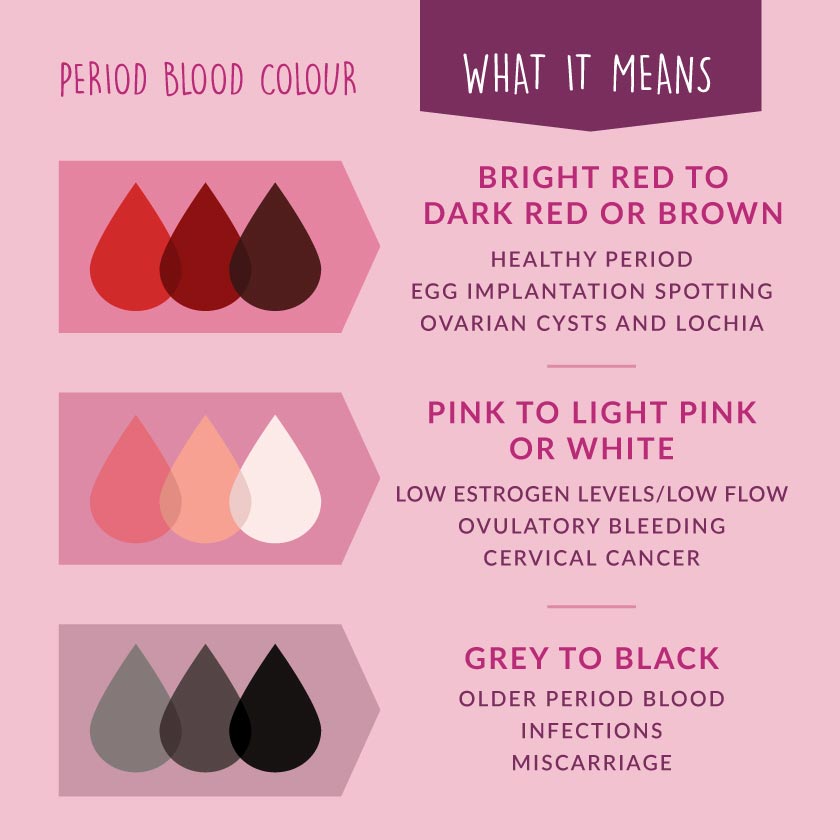 PERIOD BLOOD COLOUR
WHAT IT MEANS
BRIGHT RED TO
DARK RED OR BROWN
HEALTHY PERIOD
EGG IMPLANTATION SPOTTING
OVARIAN CYSTS AND LOCHIA
PINK TO LIGHT PINK
OR WHITE
LOW ESTROGEN LEVELS/LOW FLOW
OVULATORY BLEEDING
CERVICAL CANCER
GREY TO BLACK
OLDER PERIOD BLOOD
INFECTIONS
MISCARRIAGE